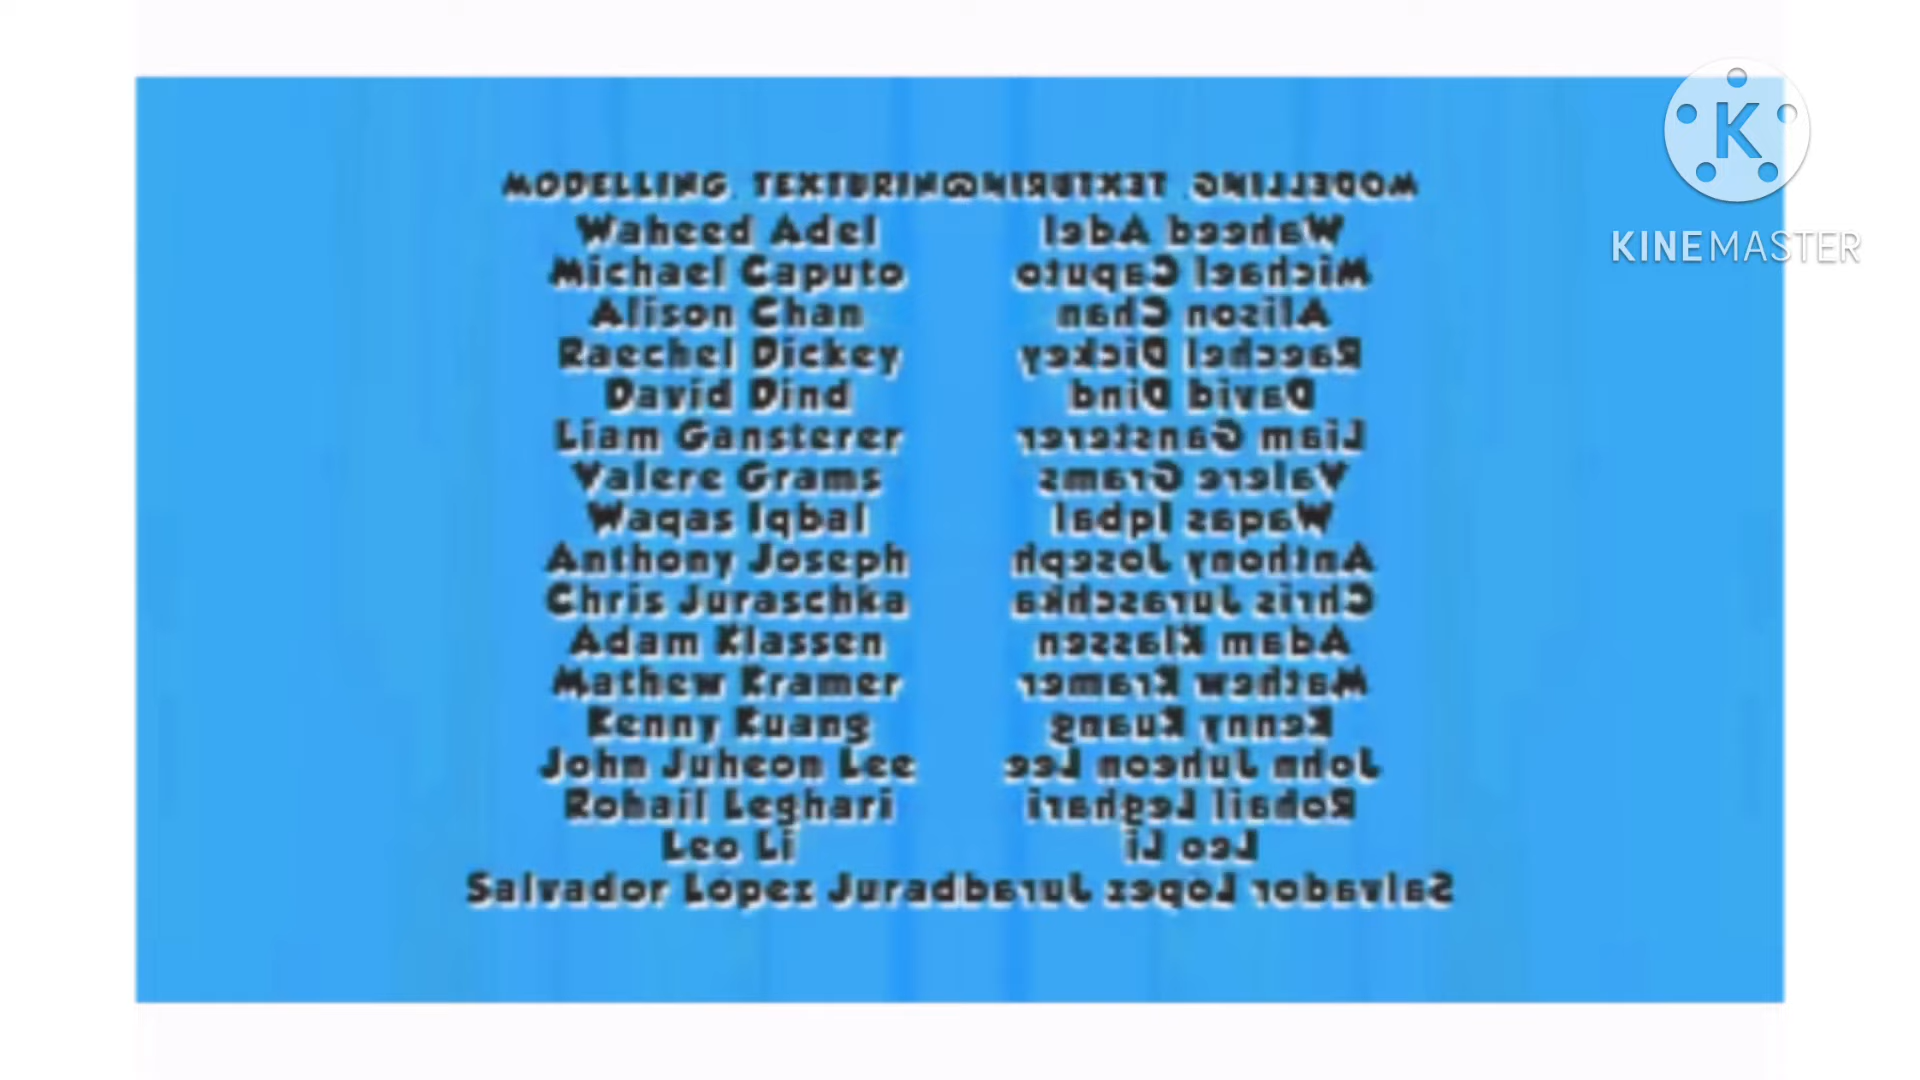 MODELLING, TEXTURING
Waheed Adel
Michael Caputo
Alison Chan
Raechel Dickey
David Dind
Liam Gansterer
Valere Grams
Waqas Iqbal
Anthony Joseph
Chris Juraschka
Adam Klassen
Mathew Kramer
Kenny Kuang
John Juheon Lee
Rohail Leghari
Leo Li
Salvador Lopez Jurad
K
KINEMASTER